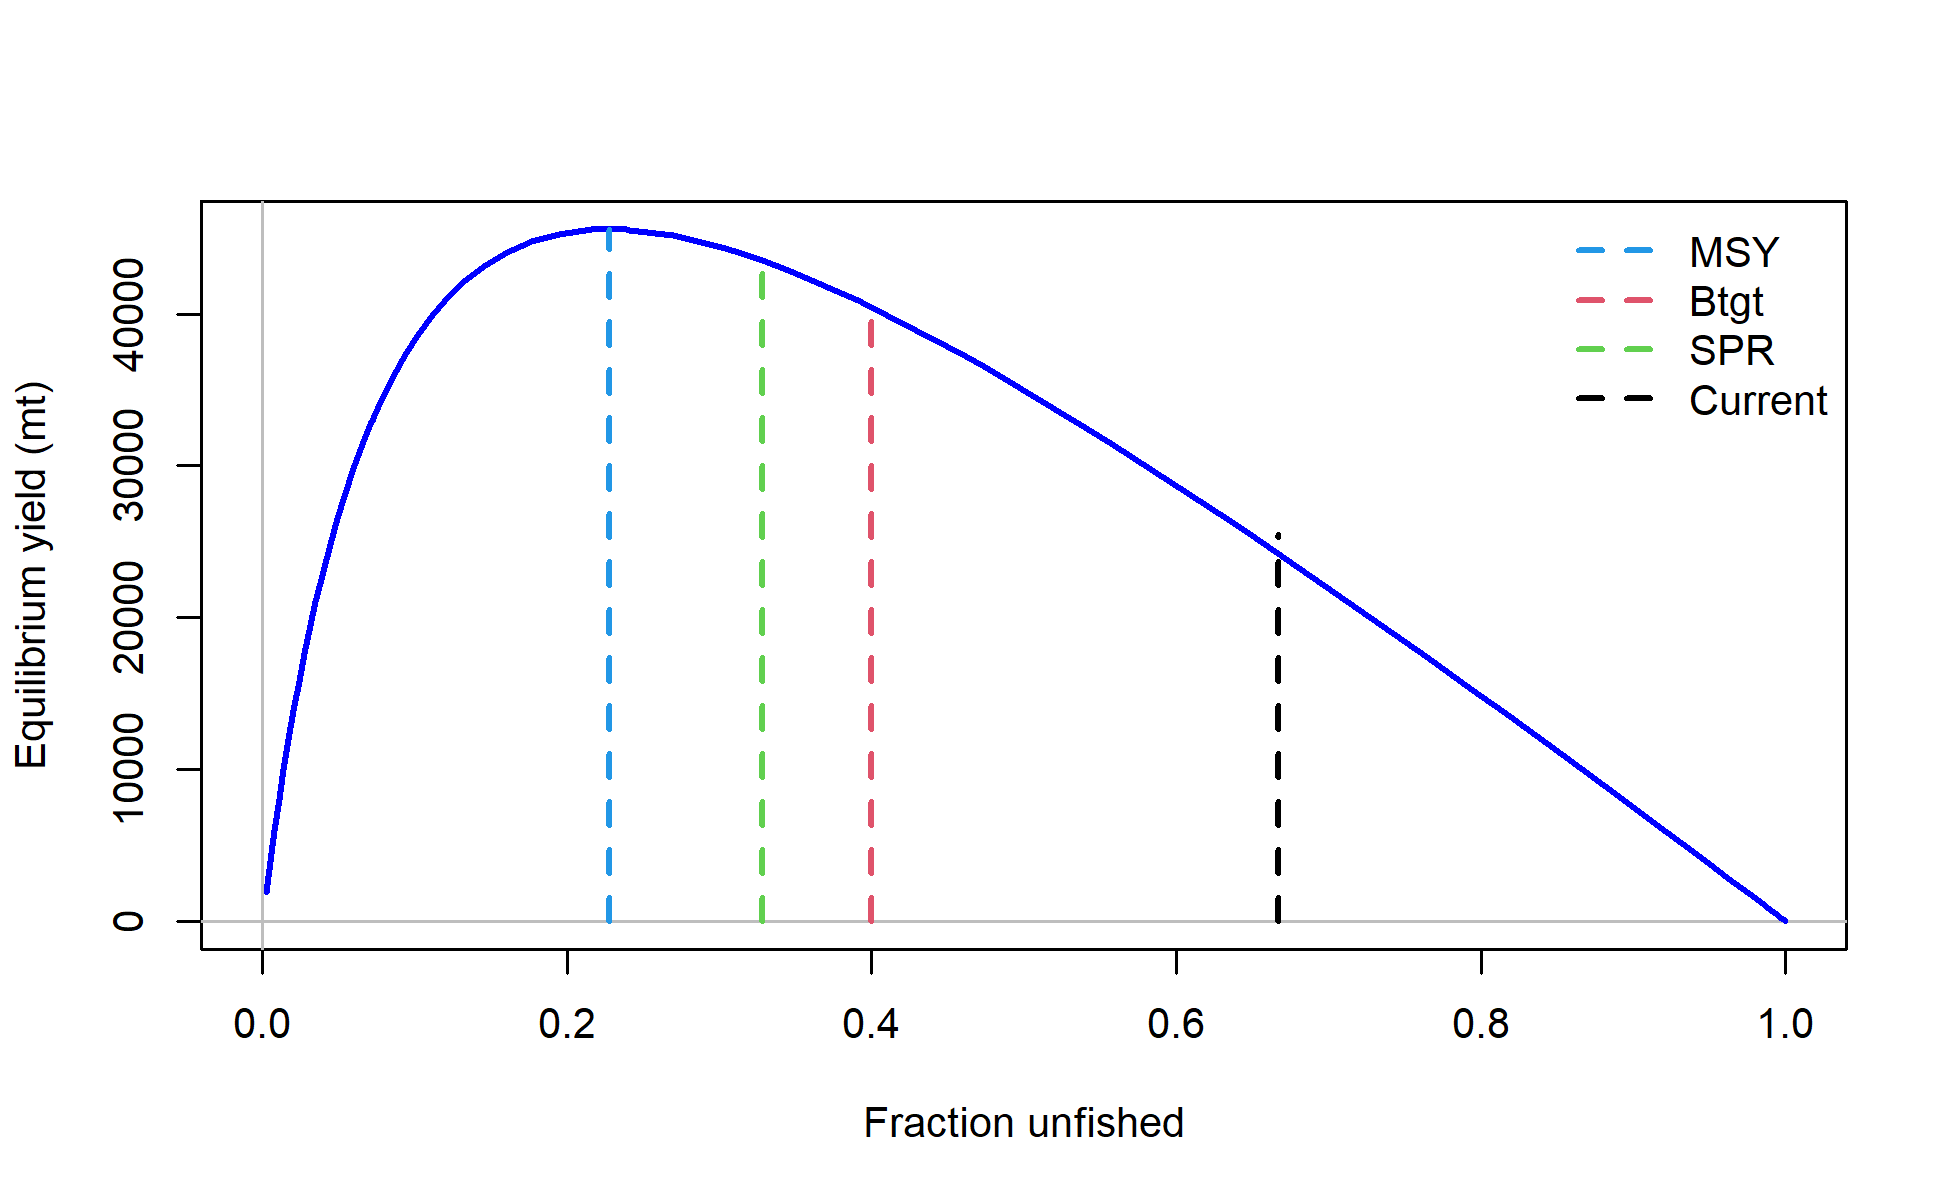 MSY
Btgt
SPR
Current
Equilibrium yield (mt)
40000
30000
20000
10000
0
0.0 0.2 0.4 0.6 0.8 1.0
Fraction unfished